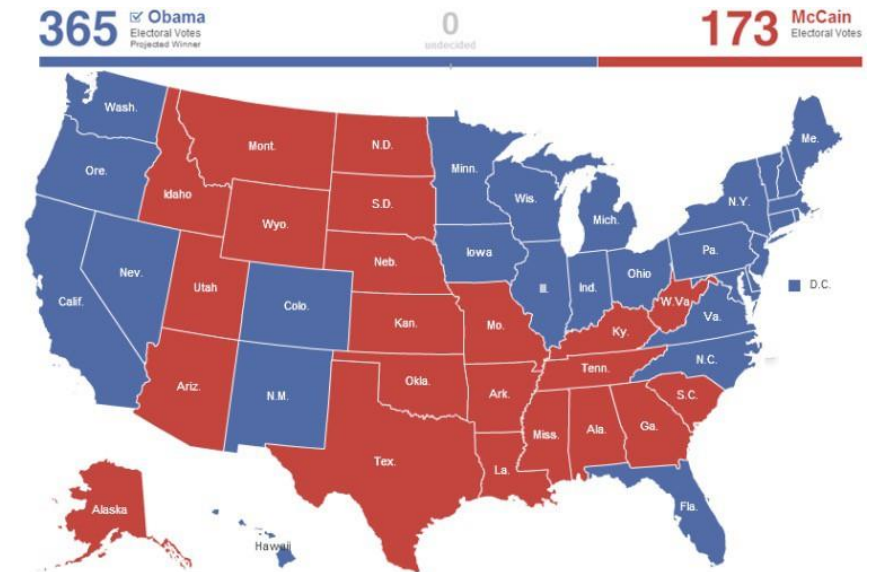 365
Obama
Electoral Votes
Projected Winner
0
undecided
173
McCain
Electoral Votes
Wash.
Mont.
N.D.
Minn.
Me.
Ore.
Idaho
S.D.
Wis.
Mich.
N.Y.
Wyo.
Iowa
Pa.
Nev.
Utah
Neb.
Ill.
Ind.
Ohio
D.C.
Calif.
Colo.
Kan.
Mo.
Ky.
W.Va
Va.
N.C.
Ariz.
N.M.
Okla.
Ark.
Tenn.
S.C.
Tex.
La.
Miss.
Ala.
Ga.
Alaska
Hawaii
Fla.